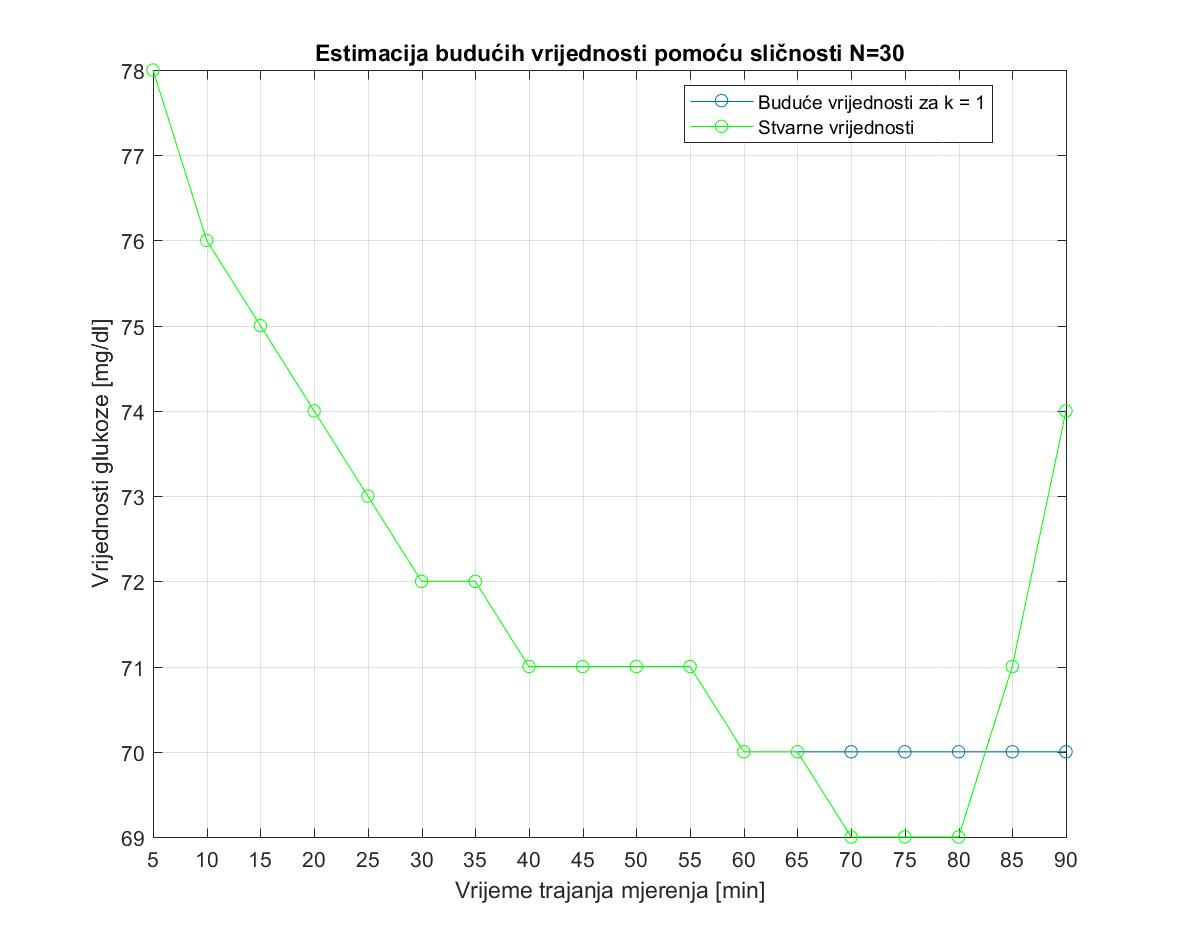 Estimacija budućih vrijednosti pomoću sličnosti N=30
Buduće vrijednosti za k = 1
Stvarne vrijednosti
Vrijednosti glukoze [mg/dl]
78
77
76
75
74
73
72
71
70
69
5 10 15 20 25 30 35 40 45 50 55 60 65 70 75 80 85 90
Vrijeme trajanja mjerenja [min]